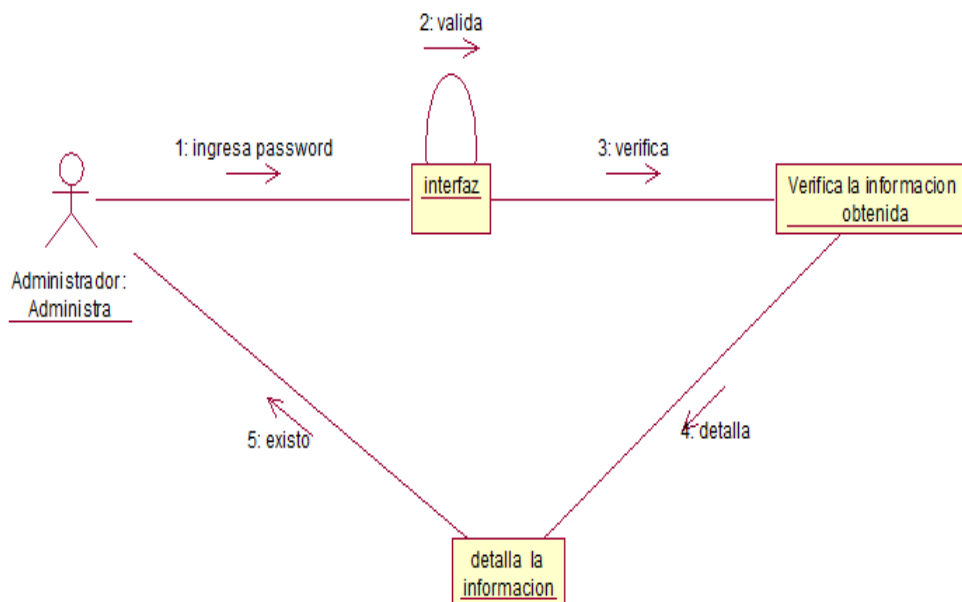 2: valida
1: ingresa password
3: verifica
interfaz
Verifica la informacion
obtenida
Administrador:
Administra
5: existo
4: detalla
detalla la
informacion